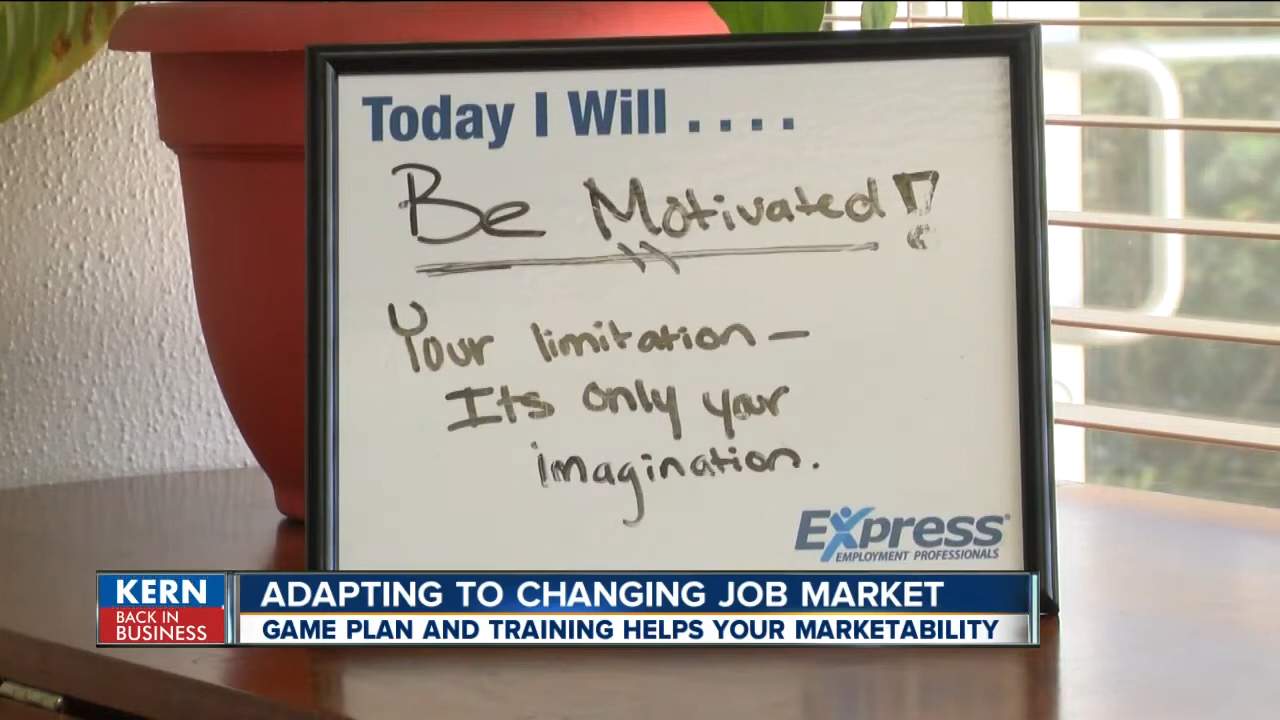 Today I Will ....
Be Motivated!
Your limitation –
Its only your
imagination.
Express®
EMPLOYMENT PROFESSIONALS
KERN
BACK IN
BUSINESS
ADAPTING TO CHANGING JOB MARKET
GAME PLAN AND TRAINING HELPS YOUR MARKETABILITY